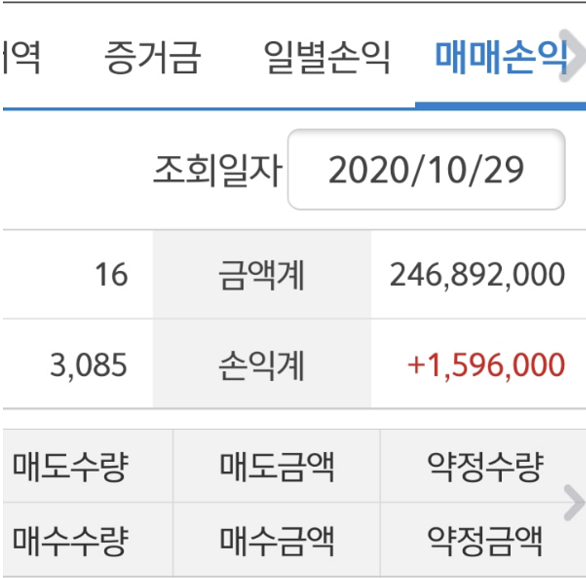 증거금 일별손익 매매손익
조회일자 2020/10/29
16 금액계 246,892,000
3,085 손익계 +1,596,000
매도수량 매도금액 약정수량
매수수량 매수금액 약정금액